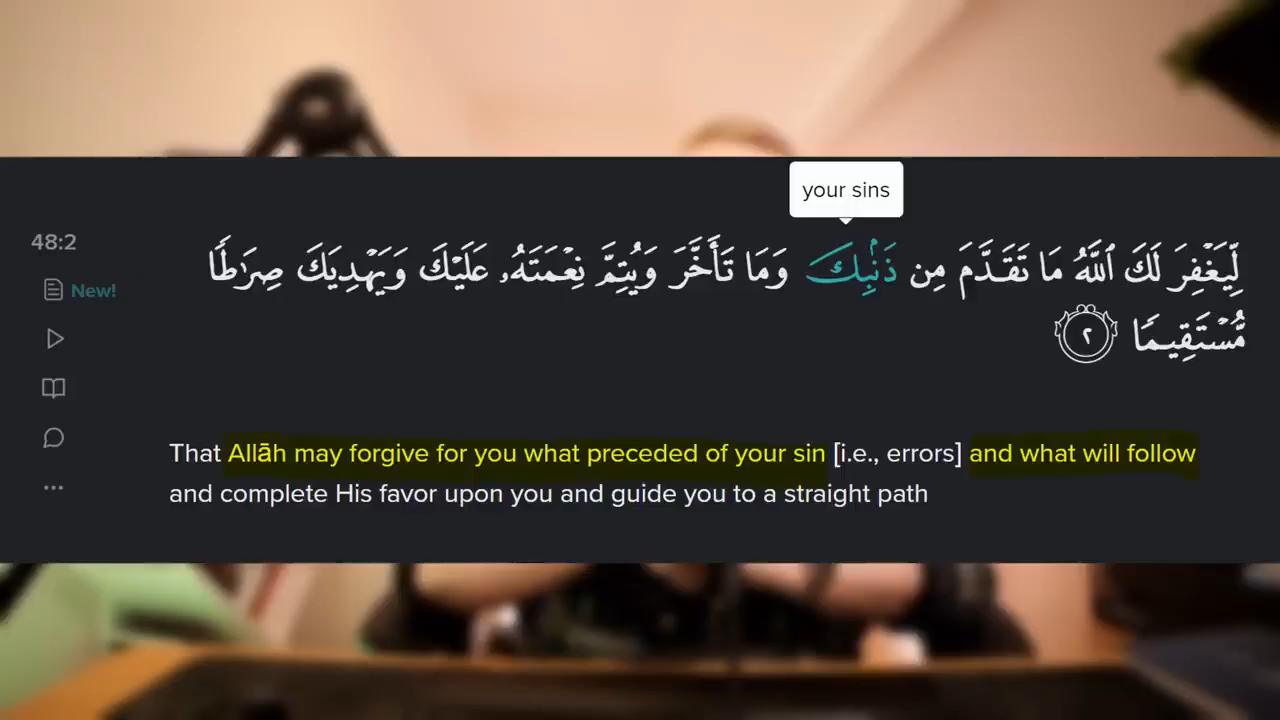 your sins
48:2
لِّيَغْفِرَ لَكَ ٱللَّهُ مَا تَقَدَّمَ مِن ذَنۢبِكَ وَمَا تَأَخَّرَ وَيُتِمَّ نِعْمَتَهُۥ عَلَيْكَ وَيَهْدِيَكَ صِرَٰطًا
مُّسْتَقِيمًا ٢
New!
That Allāh may forgive for you what preceded of your sin [i.e., errors] and what will follow
and complete His favor upon you and guide you to a straight path